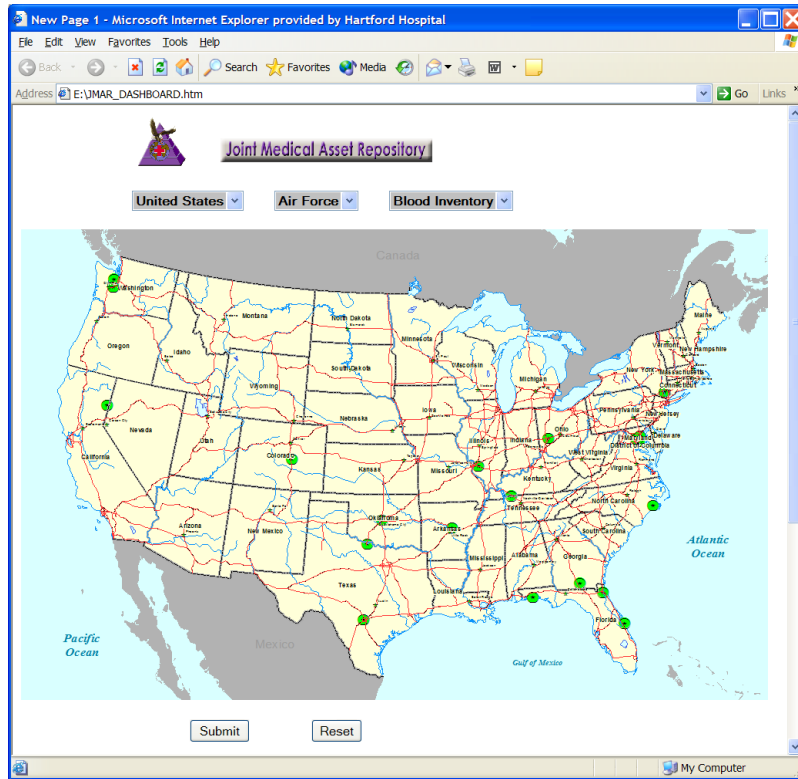 New Page 1 - Microsoft Internet Explorer provided by Hartford Hospital
File Edit View Favorites Tools Help
Back Search Favorites Media
Address E:\JMAR_DASHBOARD.htm Go Links »
Joint Medical Asset Repository
United States Air Force Blood Inventory
Canada
Washington
Montana
North Dakota
Minnesota
Maine
Oregon
Idaho
South Dakota
Wisconsin
Michigan
Vermont
New Hampshire
New York
Massachusetts
Connecticut
Wyoming
Nebraska
Iowa
Pennsylvania
New Jersey
Nevada
Utah
Colorado
Kansas
Missouri
Illinois
Indiana
Ohio
Maryland
Delaware
District of Columbia
West Virginia
Virginia
California
Kentucky
North Carolina
Tennessee
Arizona
New Mexico
Oklahoma
Arkansas
South Carolina
Atlantic
Ocean
Mississippi
Alabama
Georgia
Texas
Louisiana
Florida
Pacific
Ocean
Mexico
Gulf of Mexico
Submit Reset
My Computer